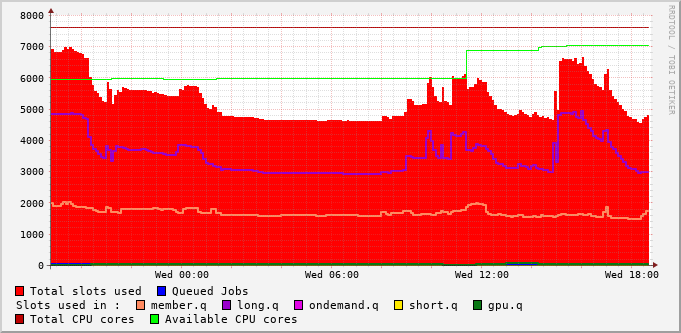 8000
7000
6000
5000
4000
3000
2000
1000
0
Wed 00:00 Wed 06:00 Wed 12:00 Wed 18:00
RRDTOOL / TOBI OETIKER
Total slots used Queued Jobs
Slots used in : member.q long.q ondemand.q short.q gpu.q
Total CPU cores Available CPU cores